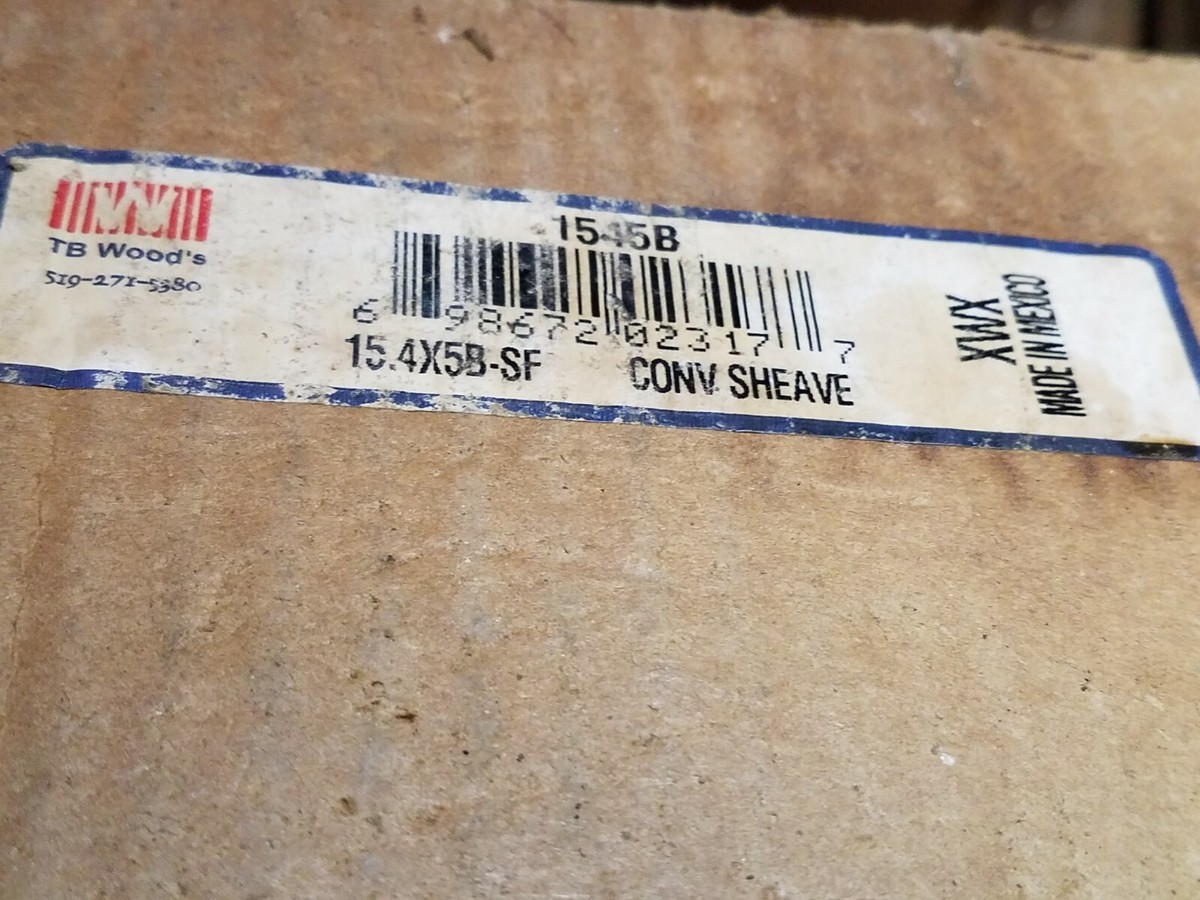 TB Wood's
519-271-5380
1545B
6 98672 02317 7
15.4X5B-SF CONV SHEAVE
XWX
MADE IN MEXICO